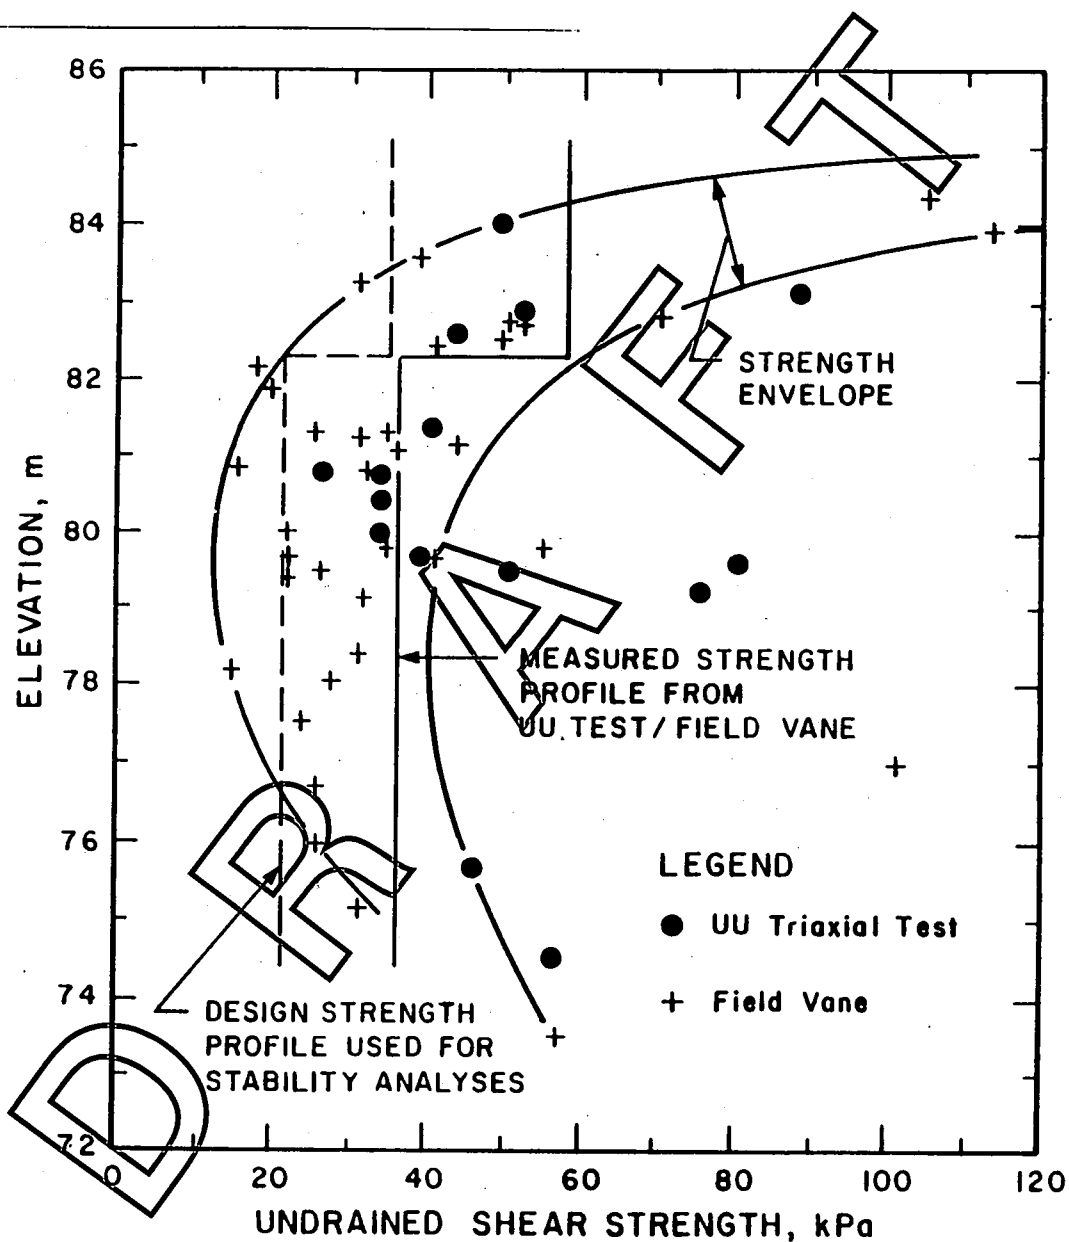 86
84
82
80
78
76
74
72
0
20
40
60
80
100
120
ELEVATION, m
UNDRAINED SHEAR STRENGTH, kPa
STRENGTH
ENVELOPE
MEASURED STRENGTH
PROFILE FROM
UU TEST/FIELD VANE
LEGEND
UU Triaxial Test
Field Vane
DESIGN STRENGTH
PROFILE USED FOR
STABILITY ANALYSES
DRAFT